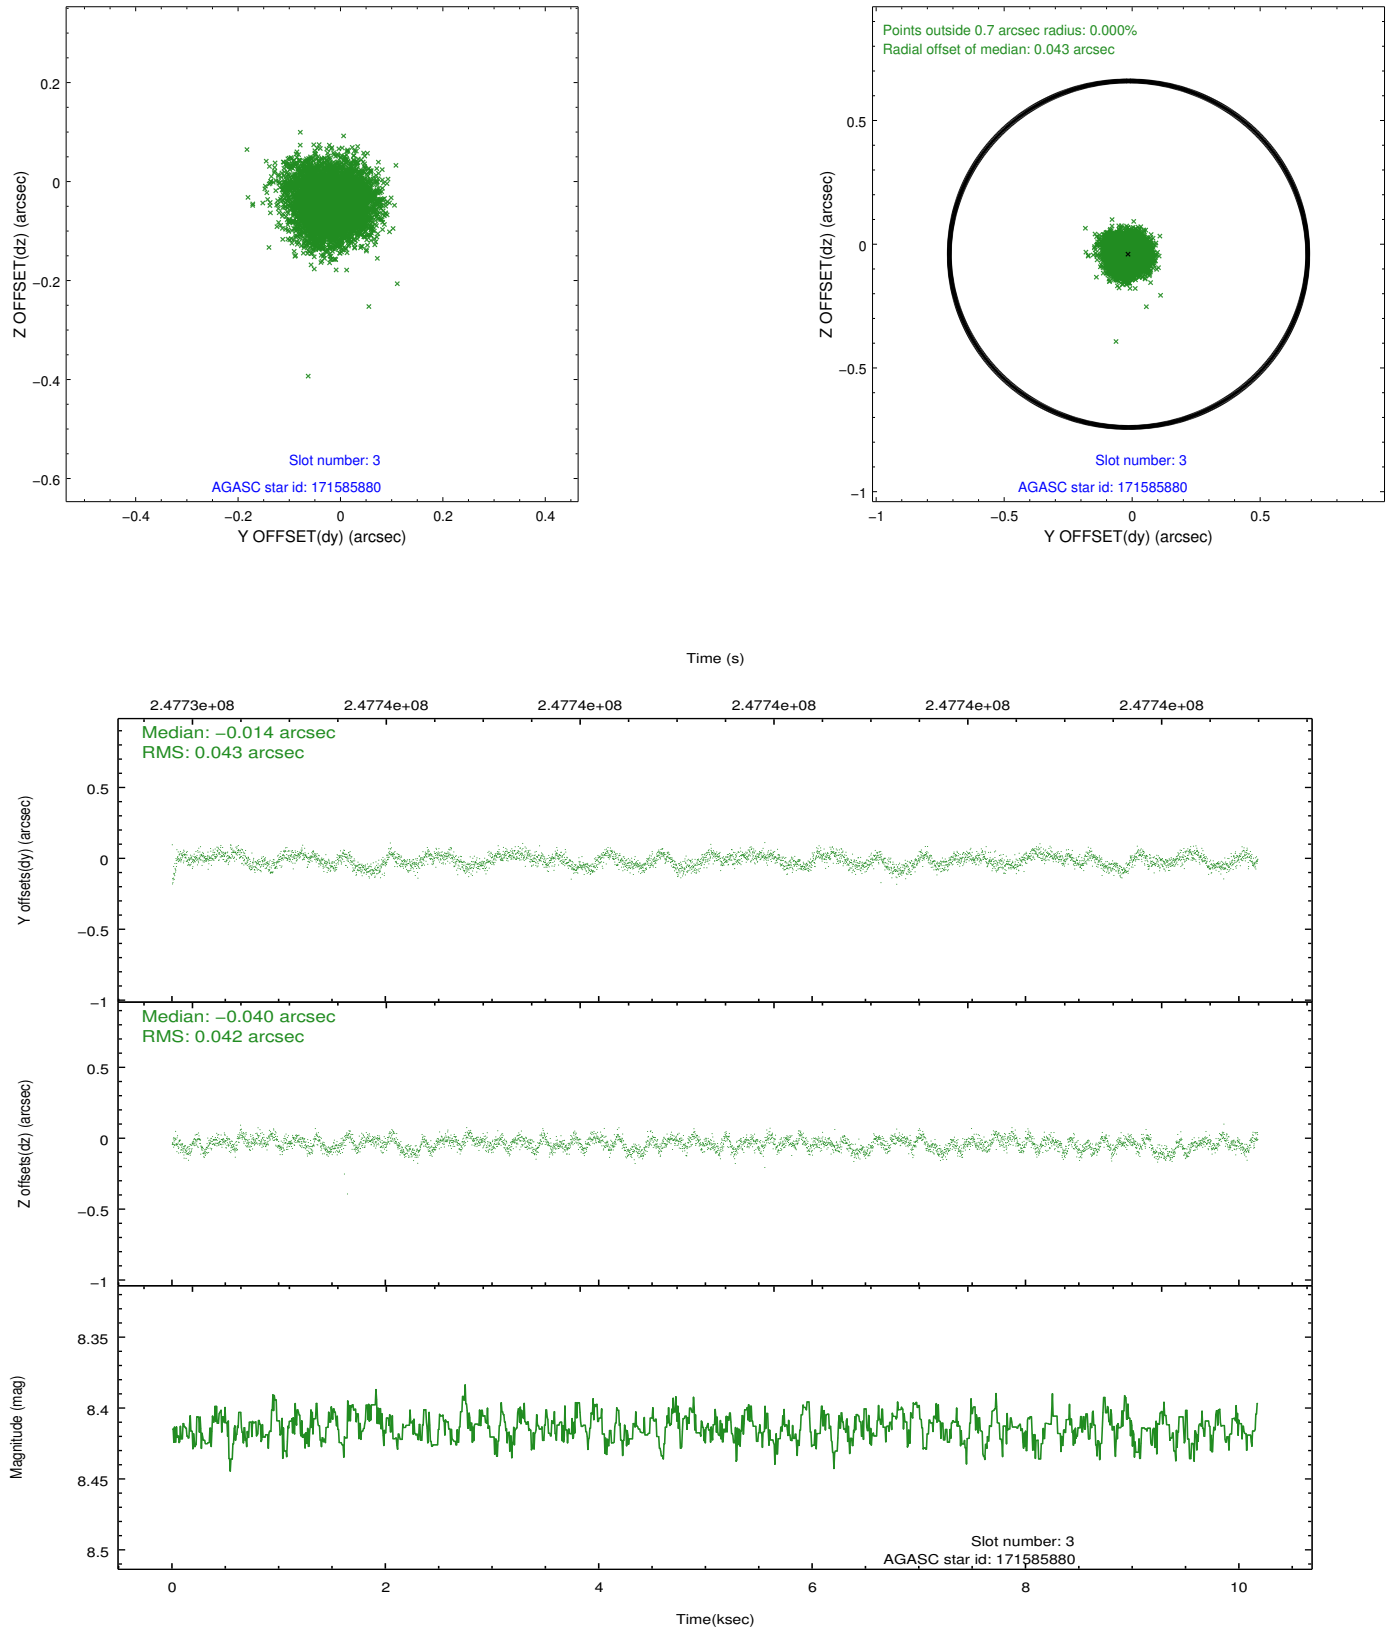 0.2
0
−0.2
−0.4
−0.6
Z OFFSET(dz) (arcsec)
Slot number: 3
AGASC star id: 171585880
−0.4 −0.2 0 0.2 0.4
Y OFFSET(dy) (arcsec)
Points outside 0.7 arcsec radius: 0.000%
Radial offset of median: 0.043 arcsec
0.5
0
−0.5
−1
Z OFFSET(dz) (arcsec)
Slot number: 3
AGASC star id: 171585880
−1 −0.5 0 0.5
Y OFFSET(dy) (arcsec)
Time (s)
2.4773e+08 2.4774e+08 2.4774e+08 2.4774e+08 2.4774e+08 2.4774e+08
Median: −0.014 arcsec
RMS: 0.043 arcsec
0.5
0
−0.5
−1
Y offsets(dy) (arcsec)
Median: −0.040 arcsec
RMS: 0.042 arcsec
0.5
0
−0.5
−1
Z offsets(dz) (arcsec)
8.35
8.4
8.45
8.5
Magnitude (mag)
Slot number: 3
AGASC star id: 171585880
0 2 4 6 8 10
Time(ksec)